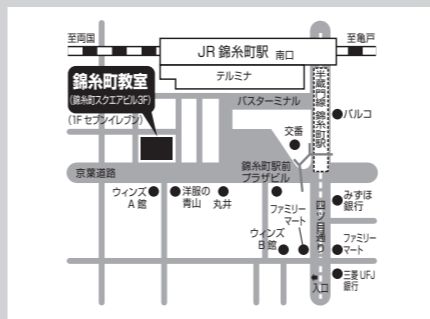 至両国
JR 錦糸町駅 南口
至亀戸
テルミナ
錦糸町教室
(錦糸町スクエアビル3F)
(1F セブンイレブン)
バスターミナル
半蔵門線 錦糸町駅
パルコ
交番
京葉道路
錦糸町駅前
プラザビル
ウィンズ
A 館
洋服の
青山
丸井
ファミリー
マート
ウィンズ
B 館
四ツ目通り
みずほ
銀行
ファミリー
マート
入口
三菱 UFJ
銀行